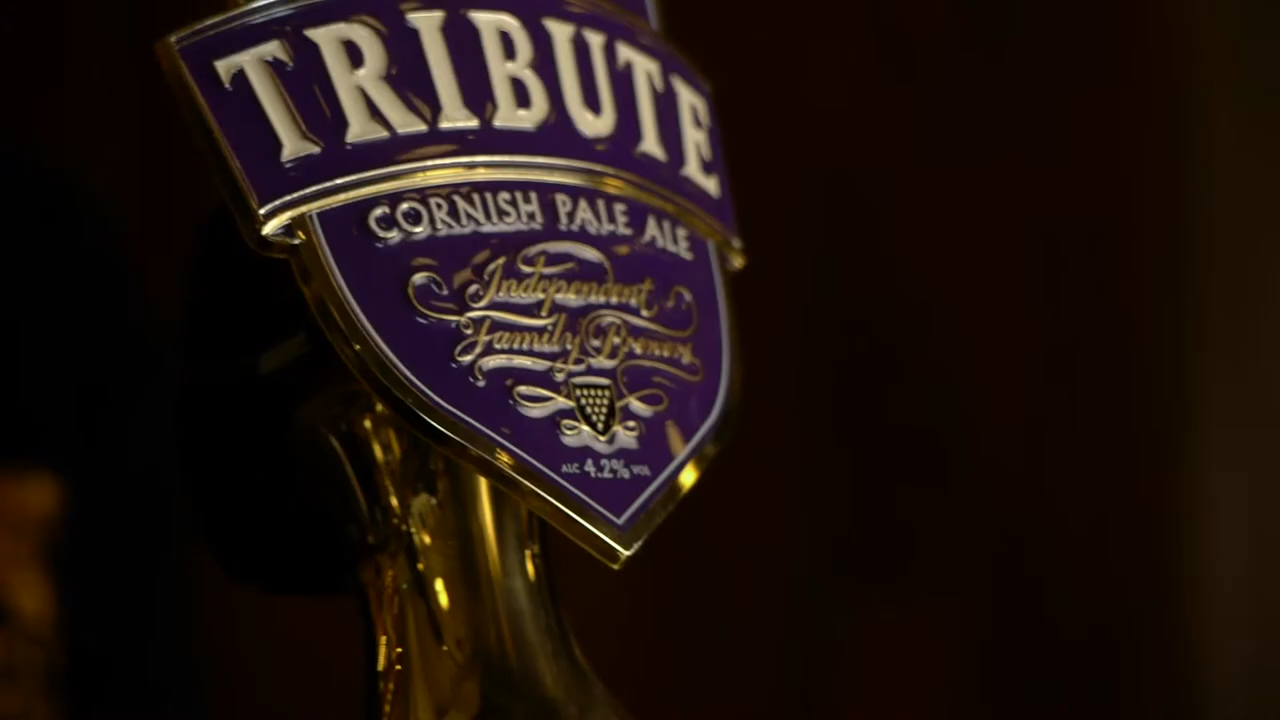 TRIBUTE
CORNISH PALE ALE
Independent
Family Brewers
ALC 4.2% VOL